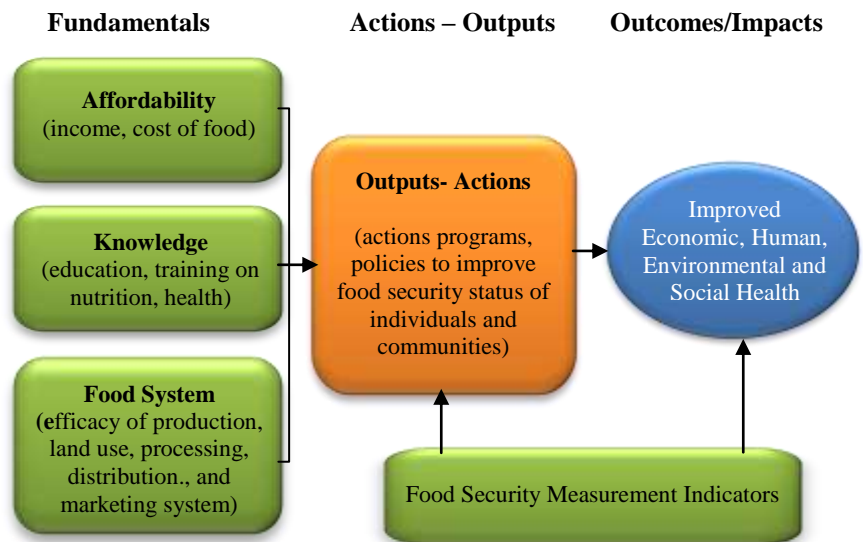 Fundamentals
Actions – Outputs
Outcomes/Impacts
Affordability
(income, cost of food)
Knowledge
(education, training on
nutrition, health)
Food System
(efficacy of production,
land use, processing,
distribution., and
marketing system)
Outputs- Actions
(actions programs,
policies to improve
food security status of
individuals and
communities)
Improved
Economic, Human,
Environmental and
Social Health
Food Security Measurement Indicators